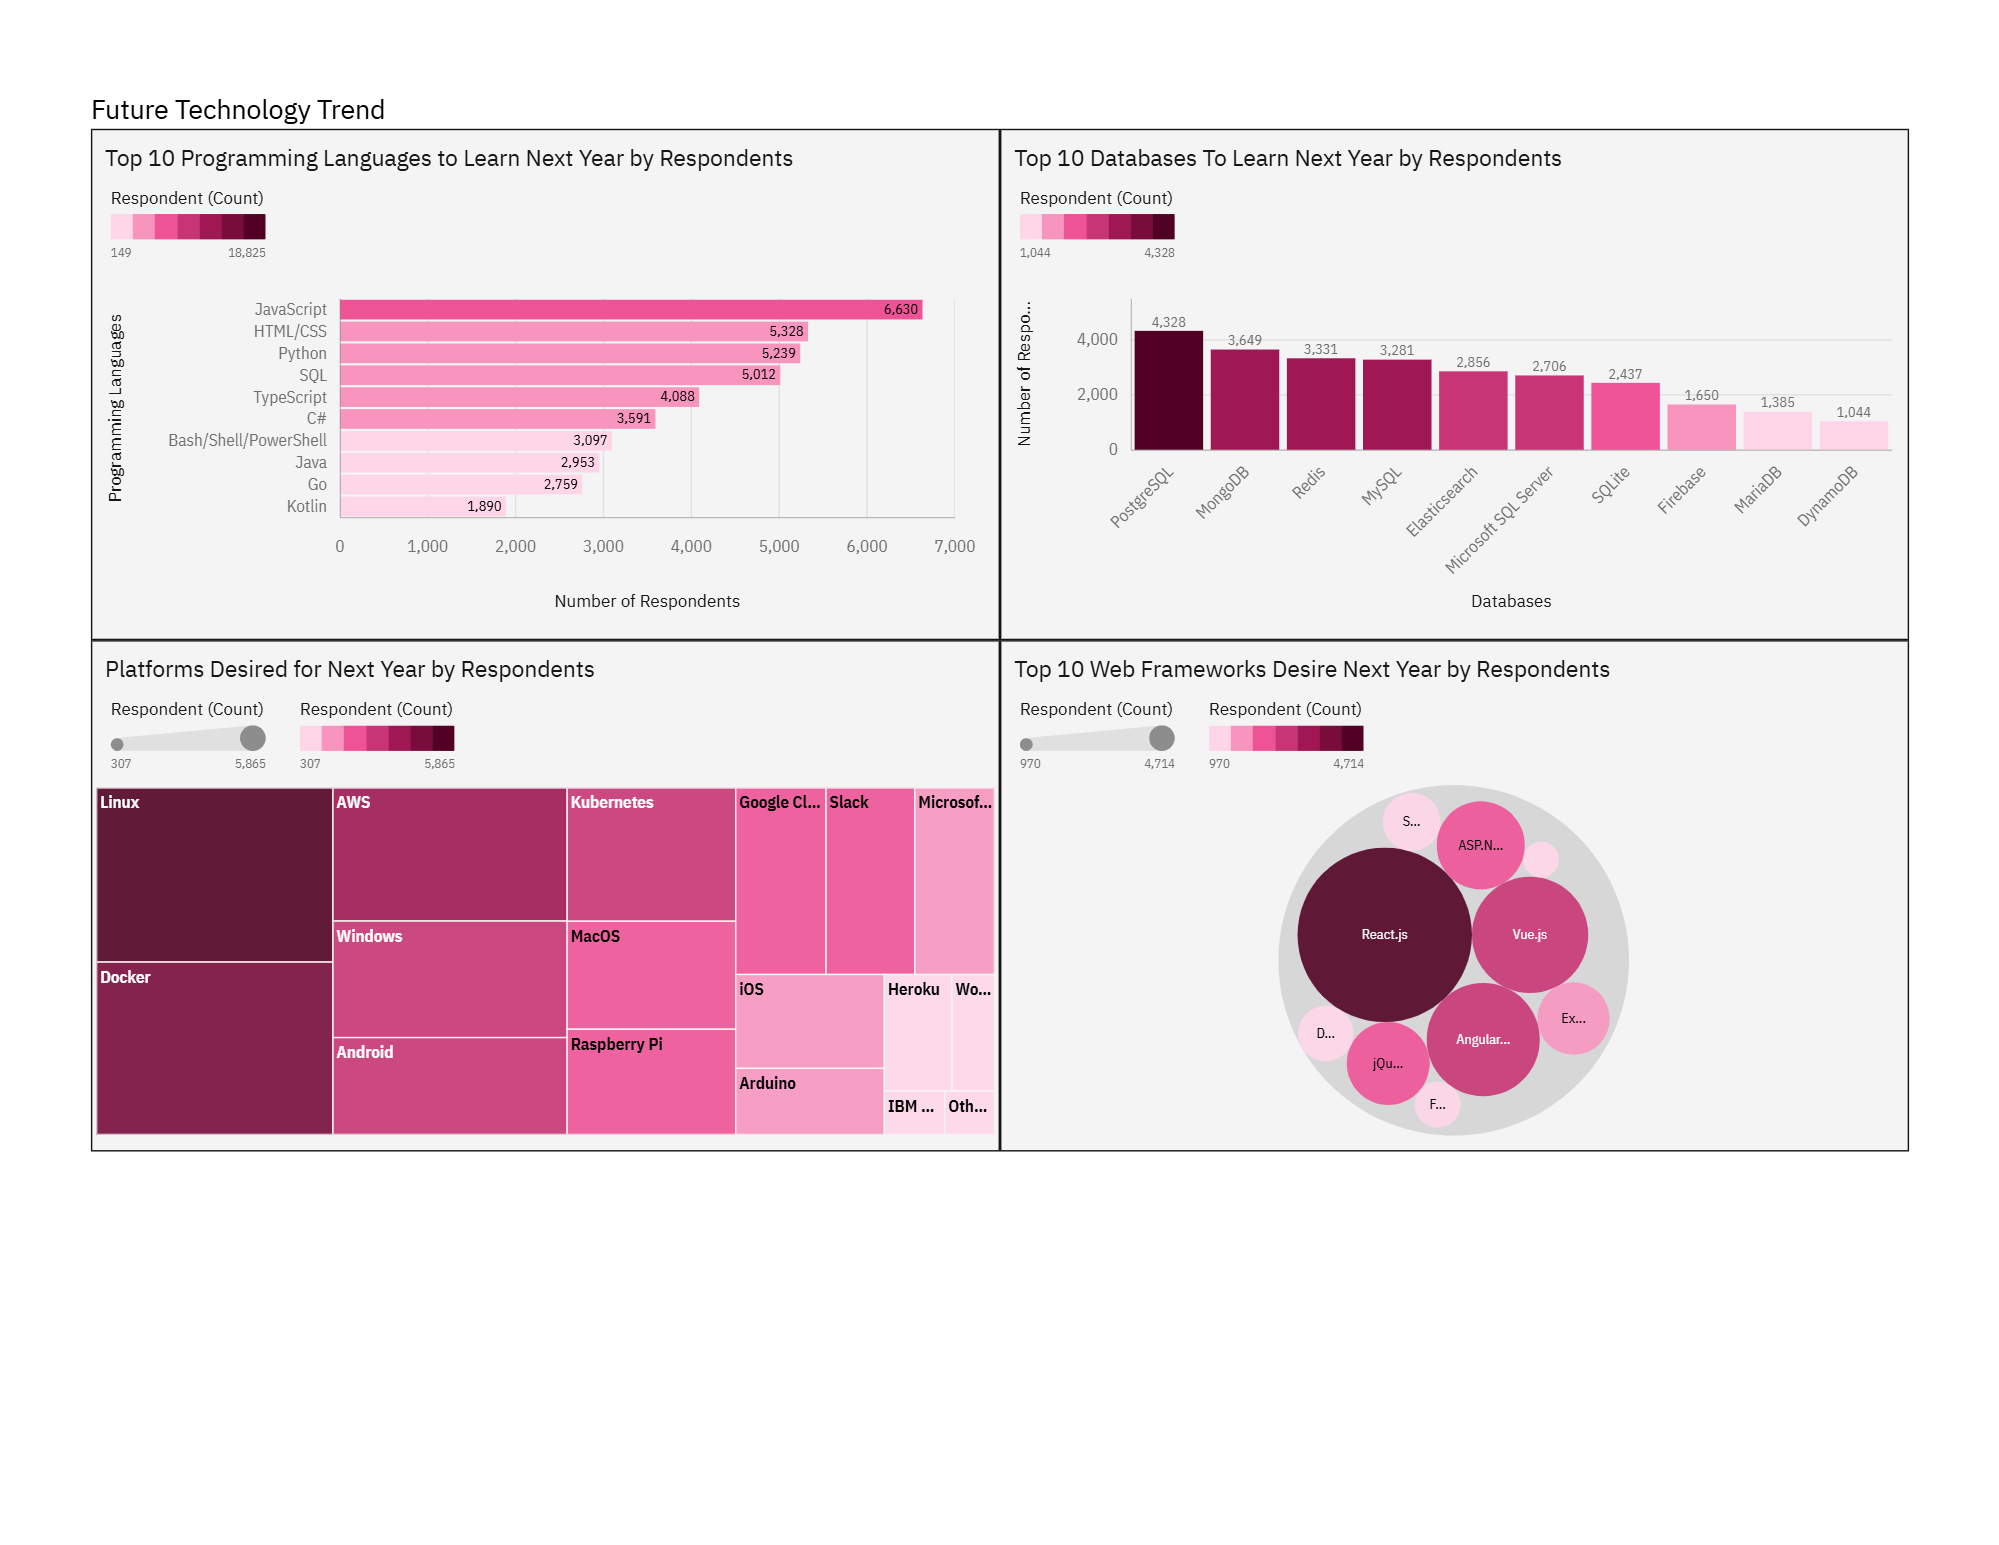 Future Technology Trend
Top 10 Programming Languages to Learn Next Year by Respondents
Respondent (Count)
149 18,825
Programming Languages
JavaScript 6,630
HTML/CSS 5,328
Python 5,239
SQL 5,012
TypeScript 4,088
C# 3,591
Bash/Shell/PowerShell 3,097
Java 2,953
Go 2,759
Kotlin 1,890
0 1,000 2,000 3,000 4,000 5,000 6,000 7,000
Number of Respondents
Top 10 Databases To Learn Next Year by Respondents
Respondent (Count)
1,044 4,328
Number of Respo...
4,000
2,000
0
4,328 3,649 3,331 3,281 2,856 2,706 2,437 1,650 1,385 1,044
PostgreSQL MongoDB Redis MySQL Elasticsearch Microsoft SQL Server SQLite Firebase MariaDB DynamoDB
Databases
Platforms Desired for Next Year by Respondents
Respondent (Count) Respondent (Count)
307 5,865 307 5,865
Linux AWS Kubernetes Google Cl... Slack Microsof...
Windows MacOS
Docker iOS Heroku Wo...
Android Raspberry Pi
Arduino IBM ... Oth...
Top 10 Web Frameworks Desire Next Year by Respondents
Respondent (Count) Respondent (Count)
970 4,714 970 4,714
S...
ASP.N...
React.js Vue.js
Ex...
D... Angular...
jQu...
F...